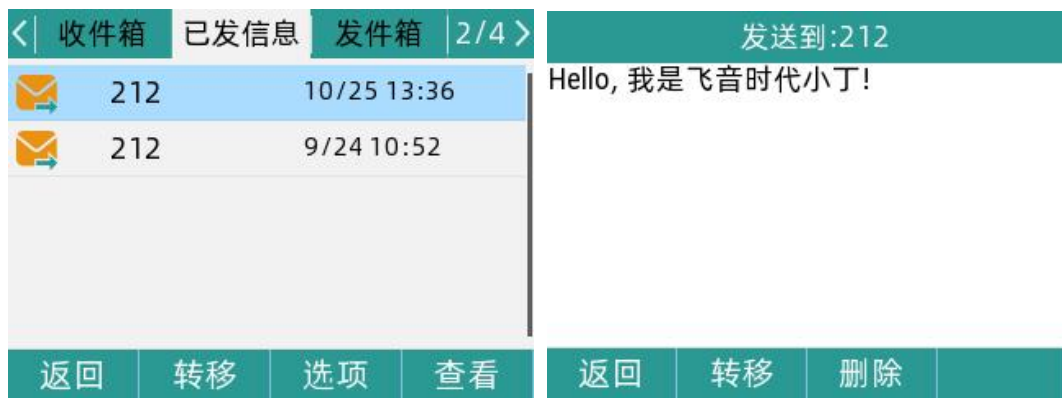 < 收件箱 已发信息 发件箱 2/4 >
212 10/25 13:36
212 9/24 10:52
返回 转移 选项 查看
发送到:212
Hello, 我是飞音时代小丁!
返回 转移 删除